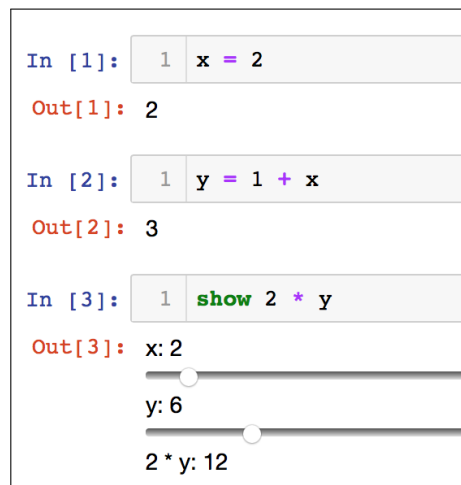 In [1]: 1 x = 2
Out[1]: 2
In [2]: 1 y = 1 + x
Out[2]: 3
In [3]: 1 show 2 * y
Out[3]: x: 2
y: 6
2 * y: 12